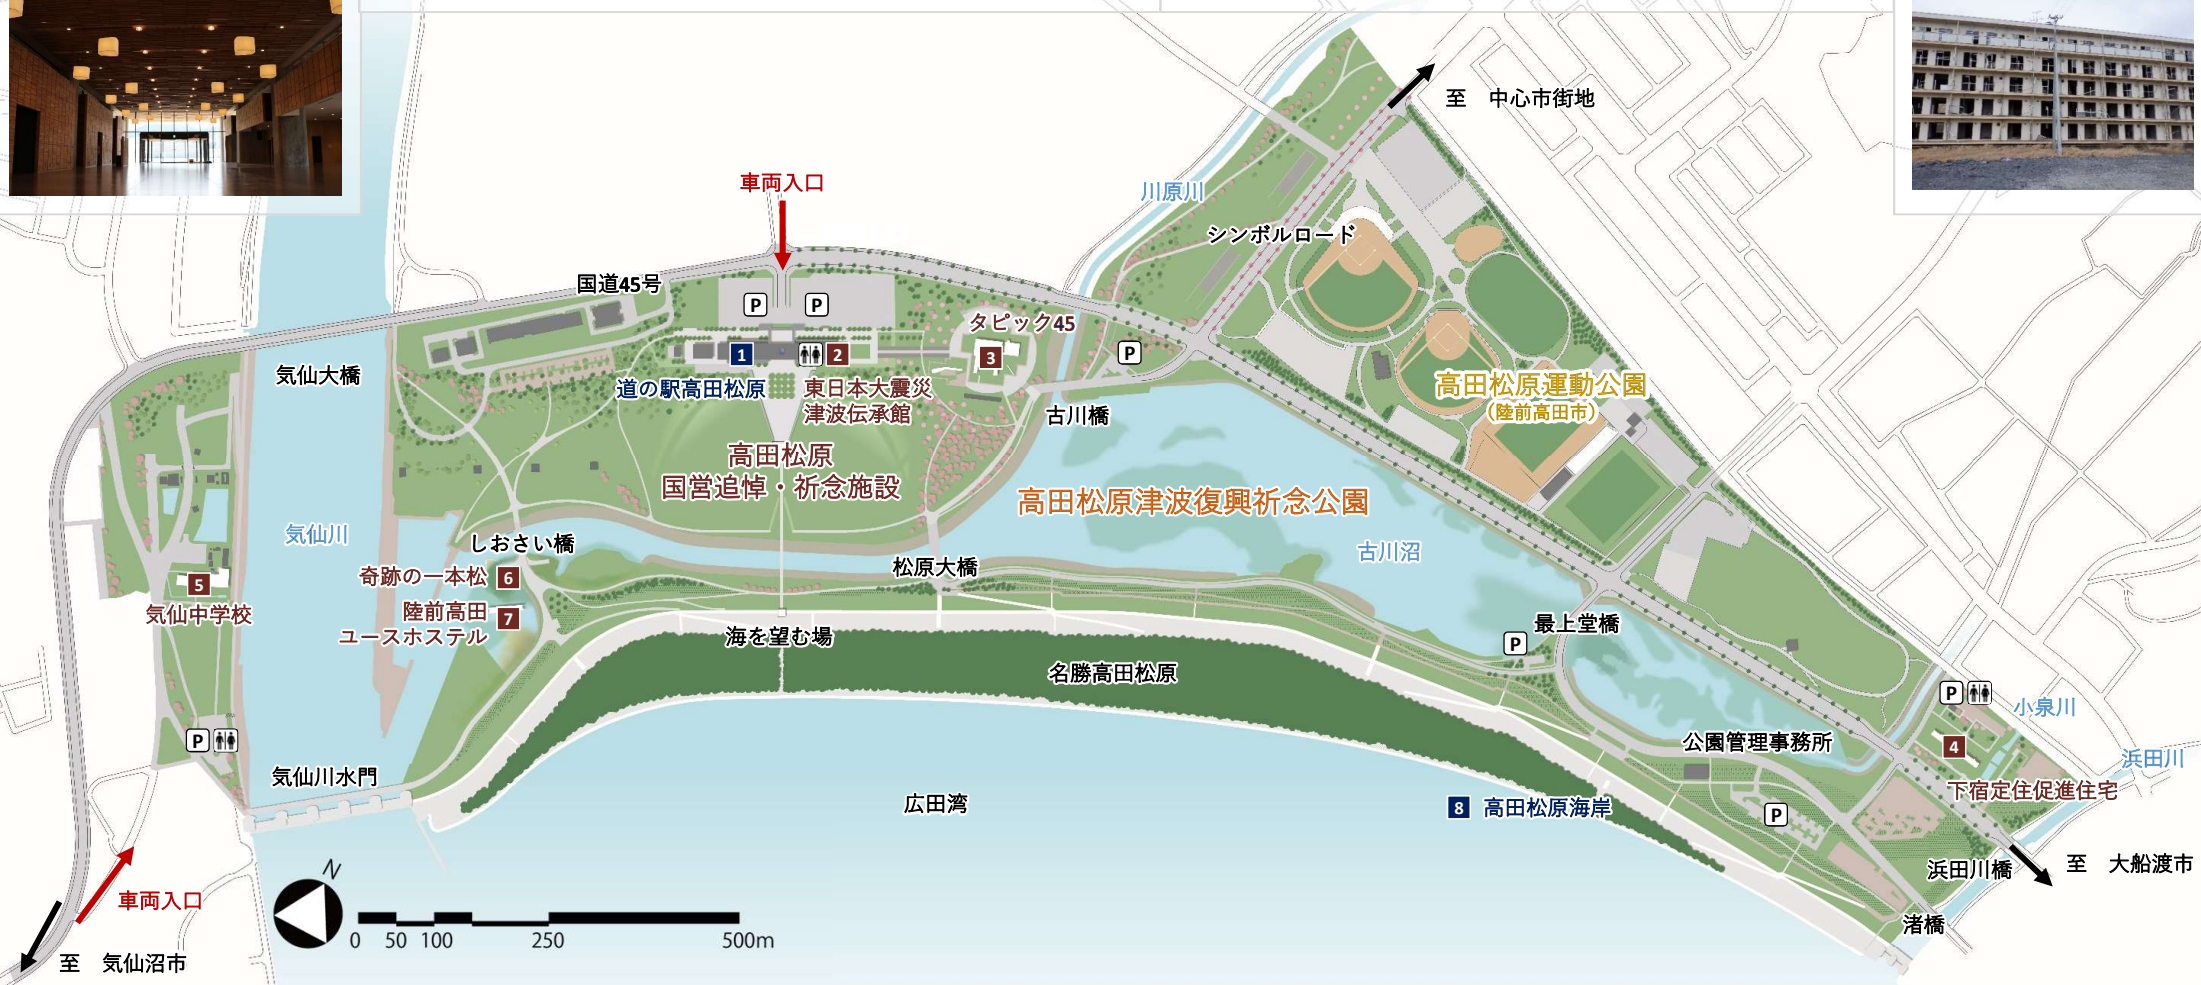 至　中心市街地
車両入口
川原川
シンボルロード
国道45号
P
P
タピック45
1
2
3
P
気仙大橋
道の駅高田松原
東日本大震災
津波伝承館
高田松原運動公園
(陸前高田市)
古川橋
高田松原
国営追悼・祈念施設
高田松原津波復興祈念公園
気仙川
しおさい橋
古川沼
松原大橋
奇跡の一本松 6
5
気仙中学校
陸前高田
ユースホステル
7
海を望む場
最上堂橋
P
名勝高田松原
P
小泉川
P
公園管理事務所
4
浜田川
気仙川水門
下宿定住促進住宅
広田湾
8 高田松原海岸
P
浜田川橋
至　大船渡市
N
車両入口
渚橋
0 50 100 250 500m
至　気仙沼市